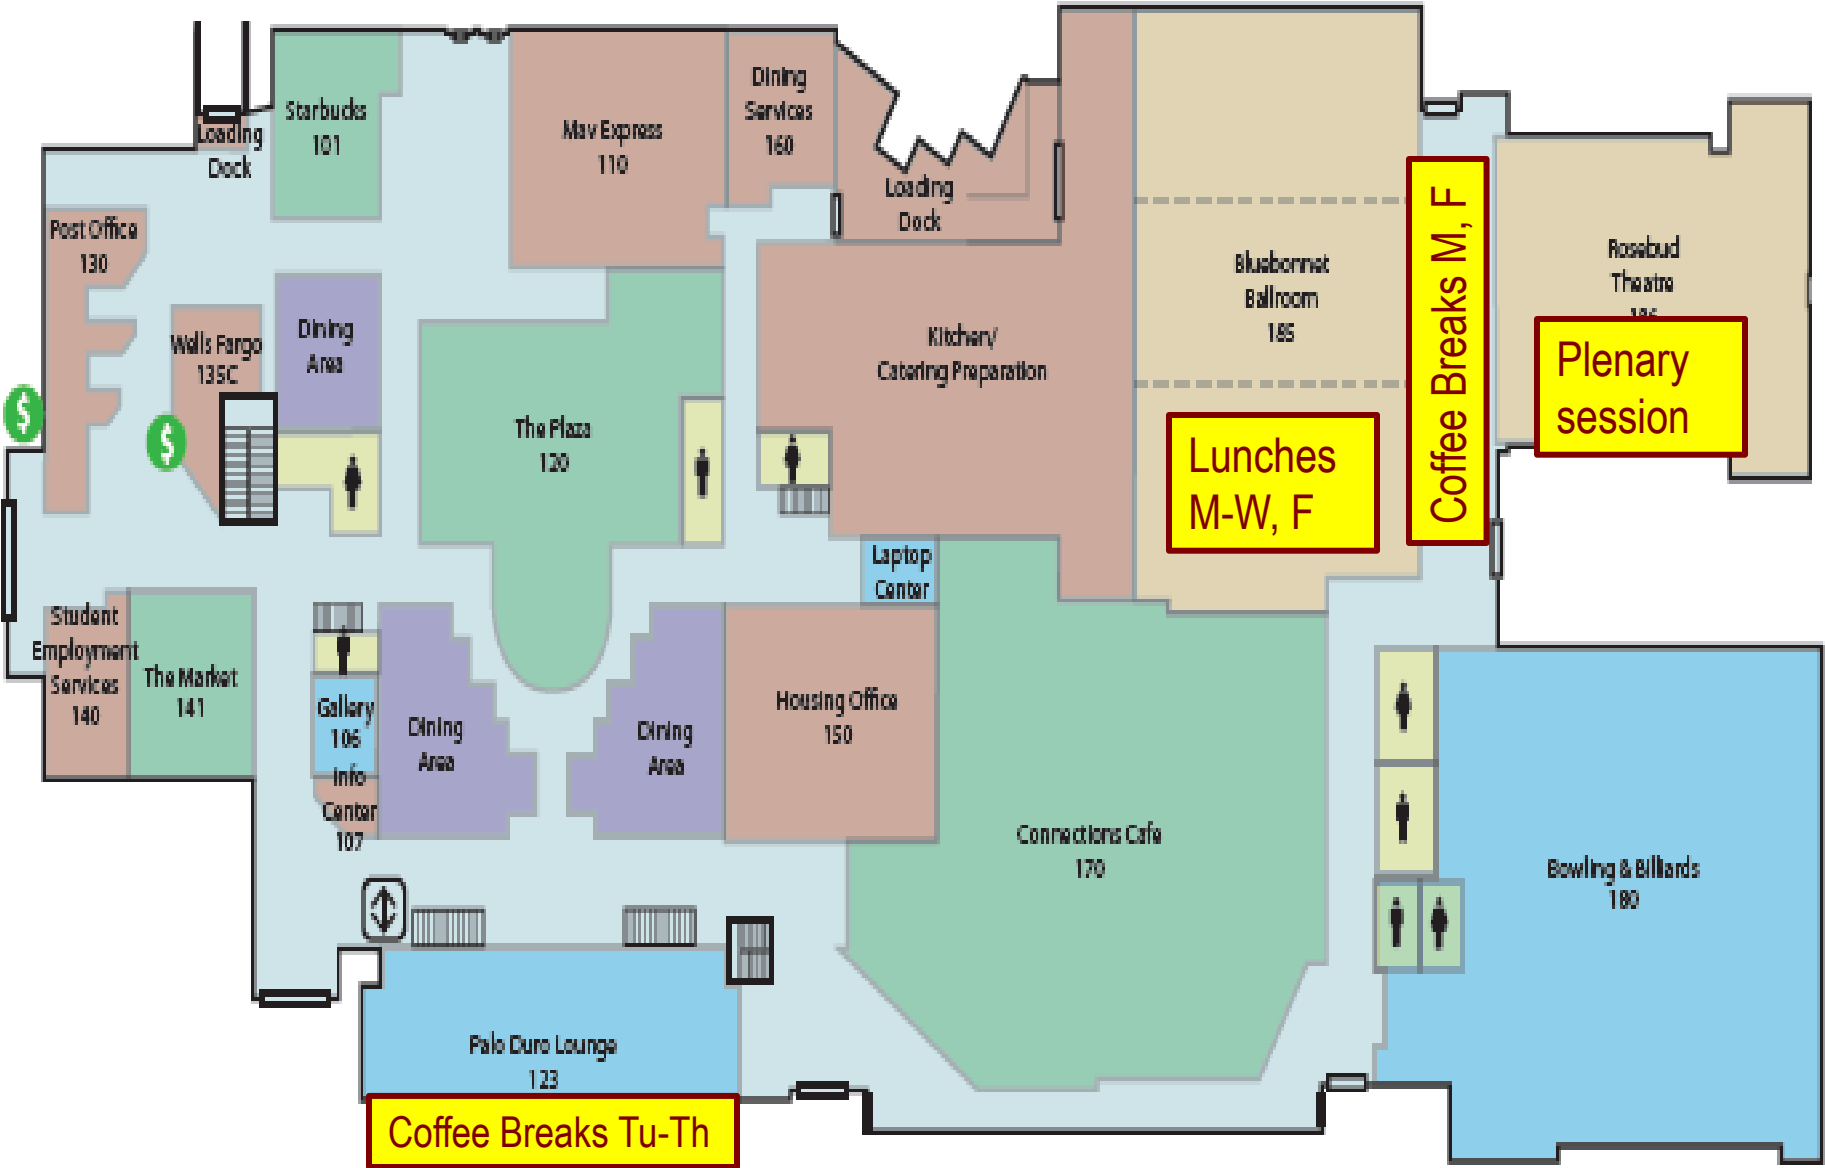 Starbucks
101
Loading
Dock
Mav Express
110
Dining
Services
160
Loading
Dock
Post Office
130
Wells Fargo
135C
Dining
Area
The Plaza
120
Kitchen/
Catering Preparation
Bluebonnet
Ballroom
185
Coffee Breaks M, F
Rosebud
Theatre
Plenary
session
Lunches
M-W, F
Laptop
Center
Student
Employment
Services
140
The Market
141
Gallery
106
Info
Center
107
Dining
Area
Dining
Area
Housing Office
150
Connections Cafe
170
Bowling & Billiards
180
Palo Duro Lounge
123
Coffee Breaks Tu-Th
$
$